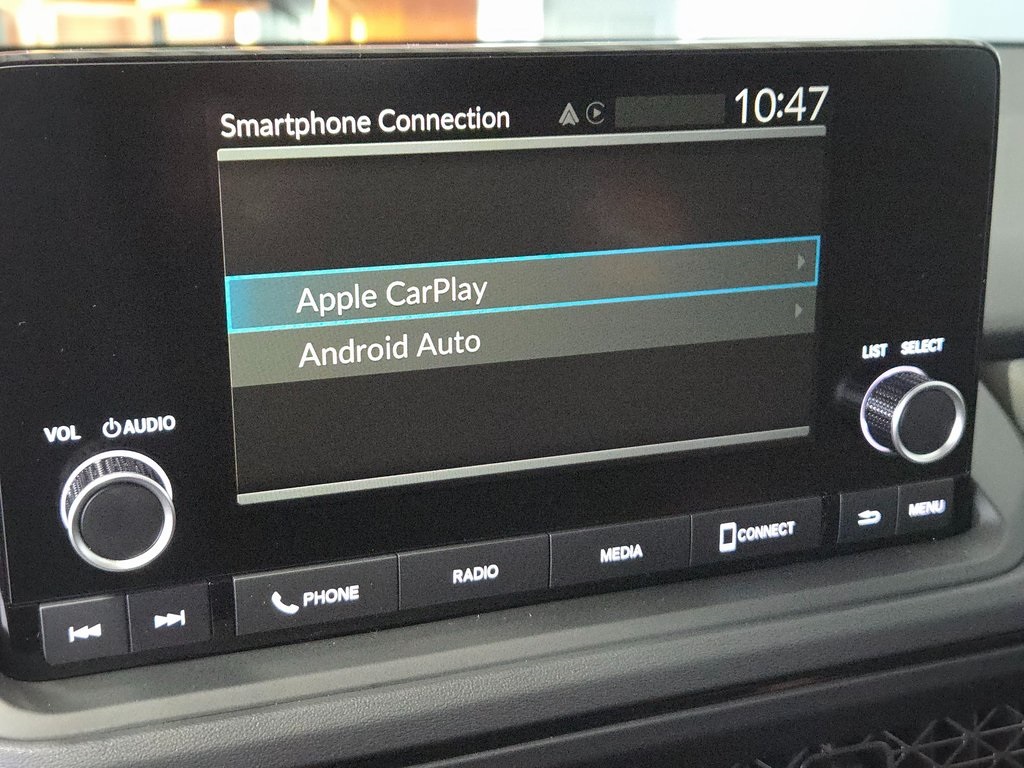 Smartphone Connection 10:47
Apple CarPlay
Android Auto
LIST SELECT
VOL AUDIO
PHONE RADIO MEDIA CONNECT MENU